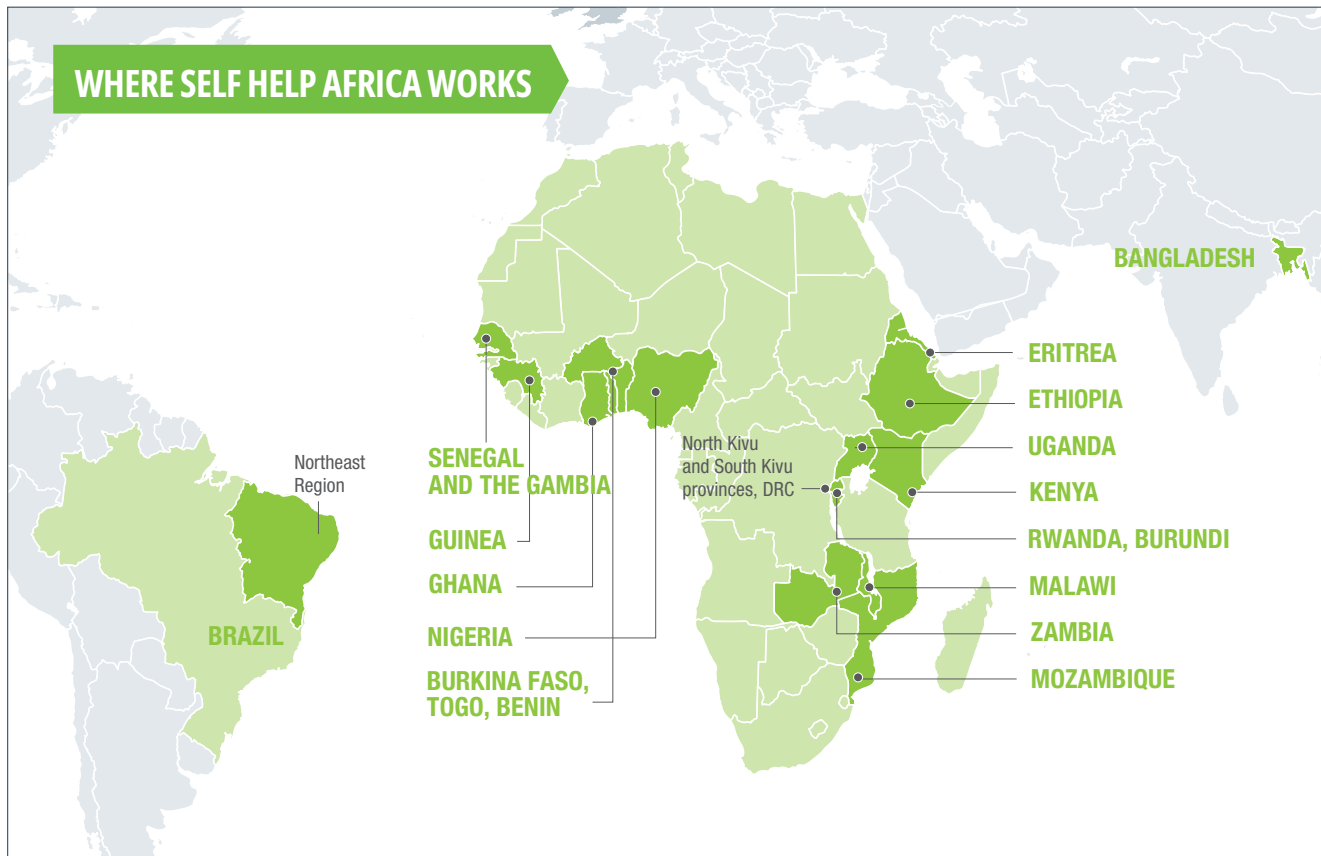 WHERE SELF HELP AFRICA WORKS
BANGLADESH
ERITREA
ETHIOPIA
UGANDA
KENYA
RWANDA, BURUNDI
MALAWI
ZAMBIA
MOZAMBIQUE
North Kivu
and South Kivu
provinces, DRC
SENEGAL
AND THE GAMBIA
GUINEA
GHANA
NIGERIA
BURKINA FASO,
TOGO, BENIN
Northeast
Region
BRAZIL